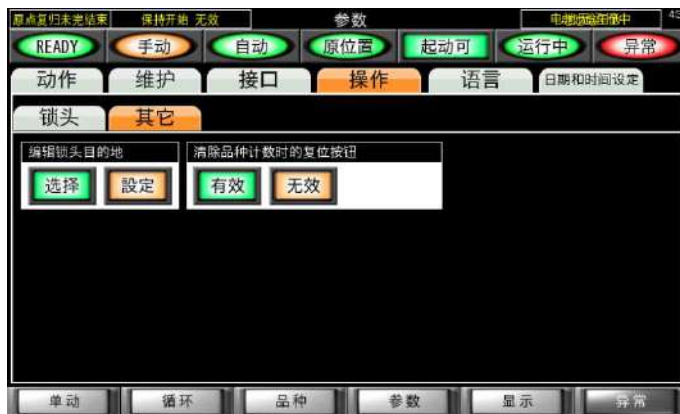 原点复归未完结束 保持开始 无效 参数
READY 手动 自动 原位置 起动可 运行中 异常
动作 维护 接口 操作 语言 日期和时间设定
锁头 其它
编辑锁头目的地 清除品种计数时的复位按钮
选择 設定 有效 无效
单动 循环 品种 参数 显示 异常